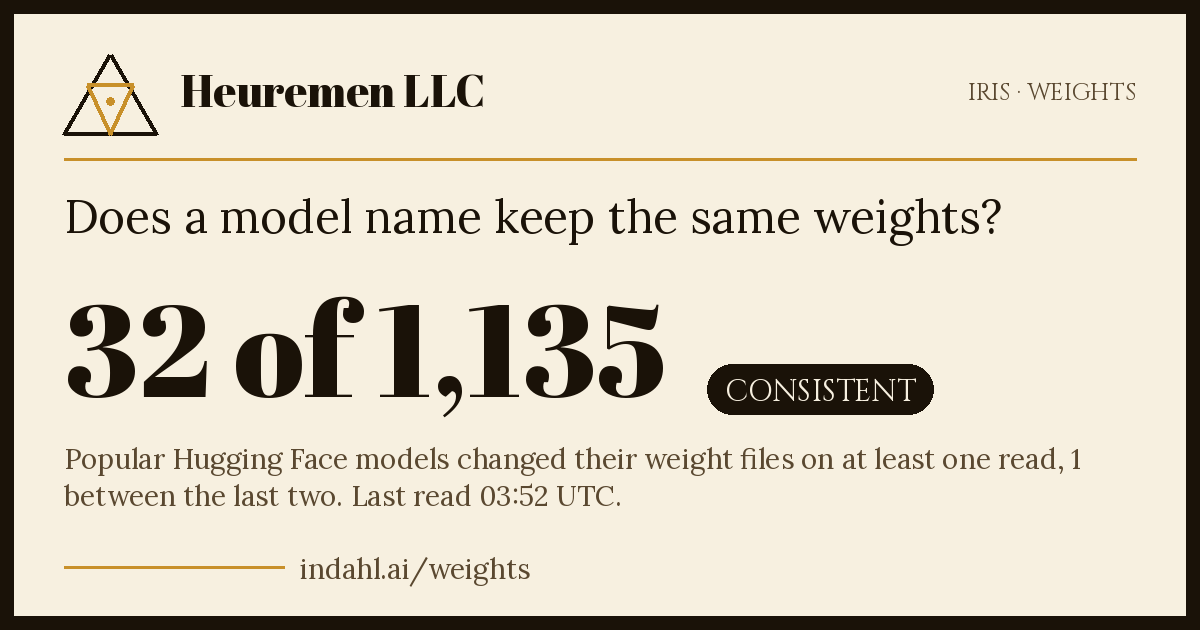 Heuremen LLC
IRIS · WEIGHTS
Does a model name keep the same weights?
32 of 1,135
CONSISTENT
Popular Hugging Face models changed their weight files on at least one read, 1
between the last two. Last read 03:52 UTC.
indahl.ai/weights